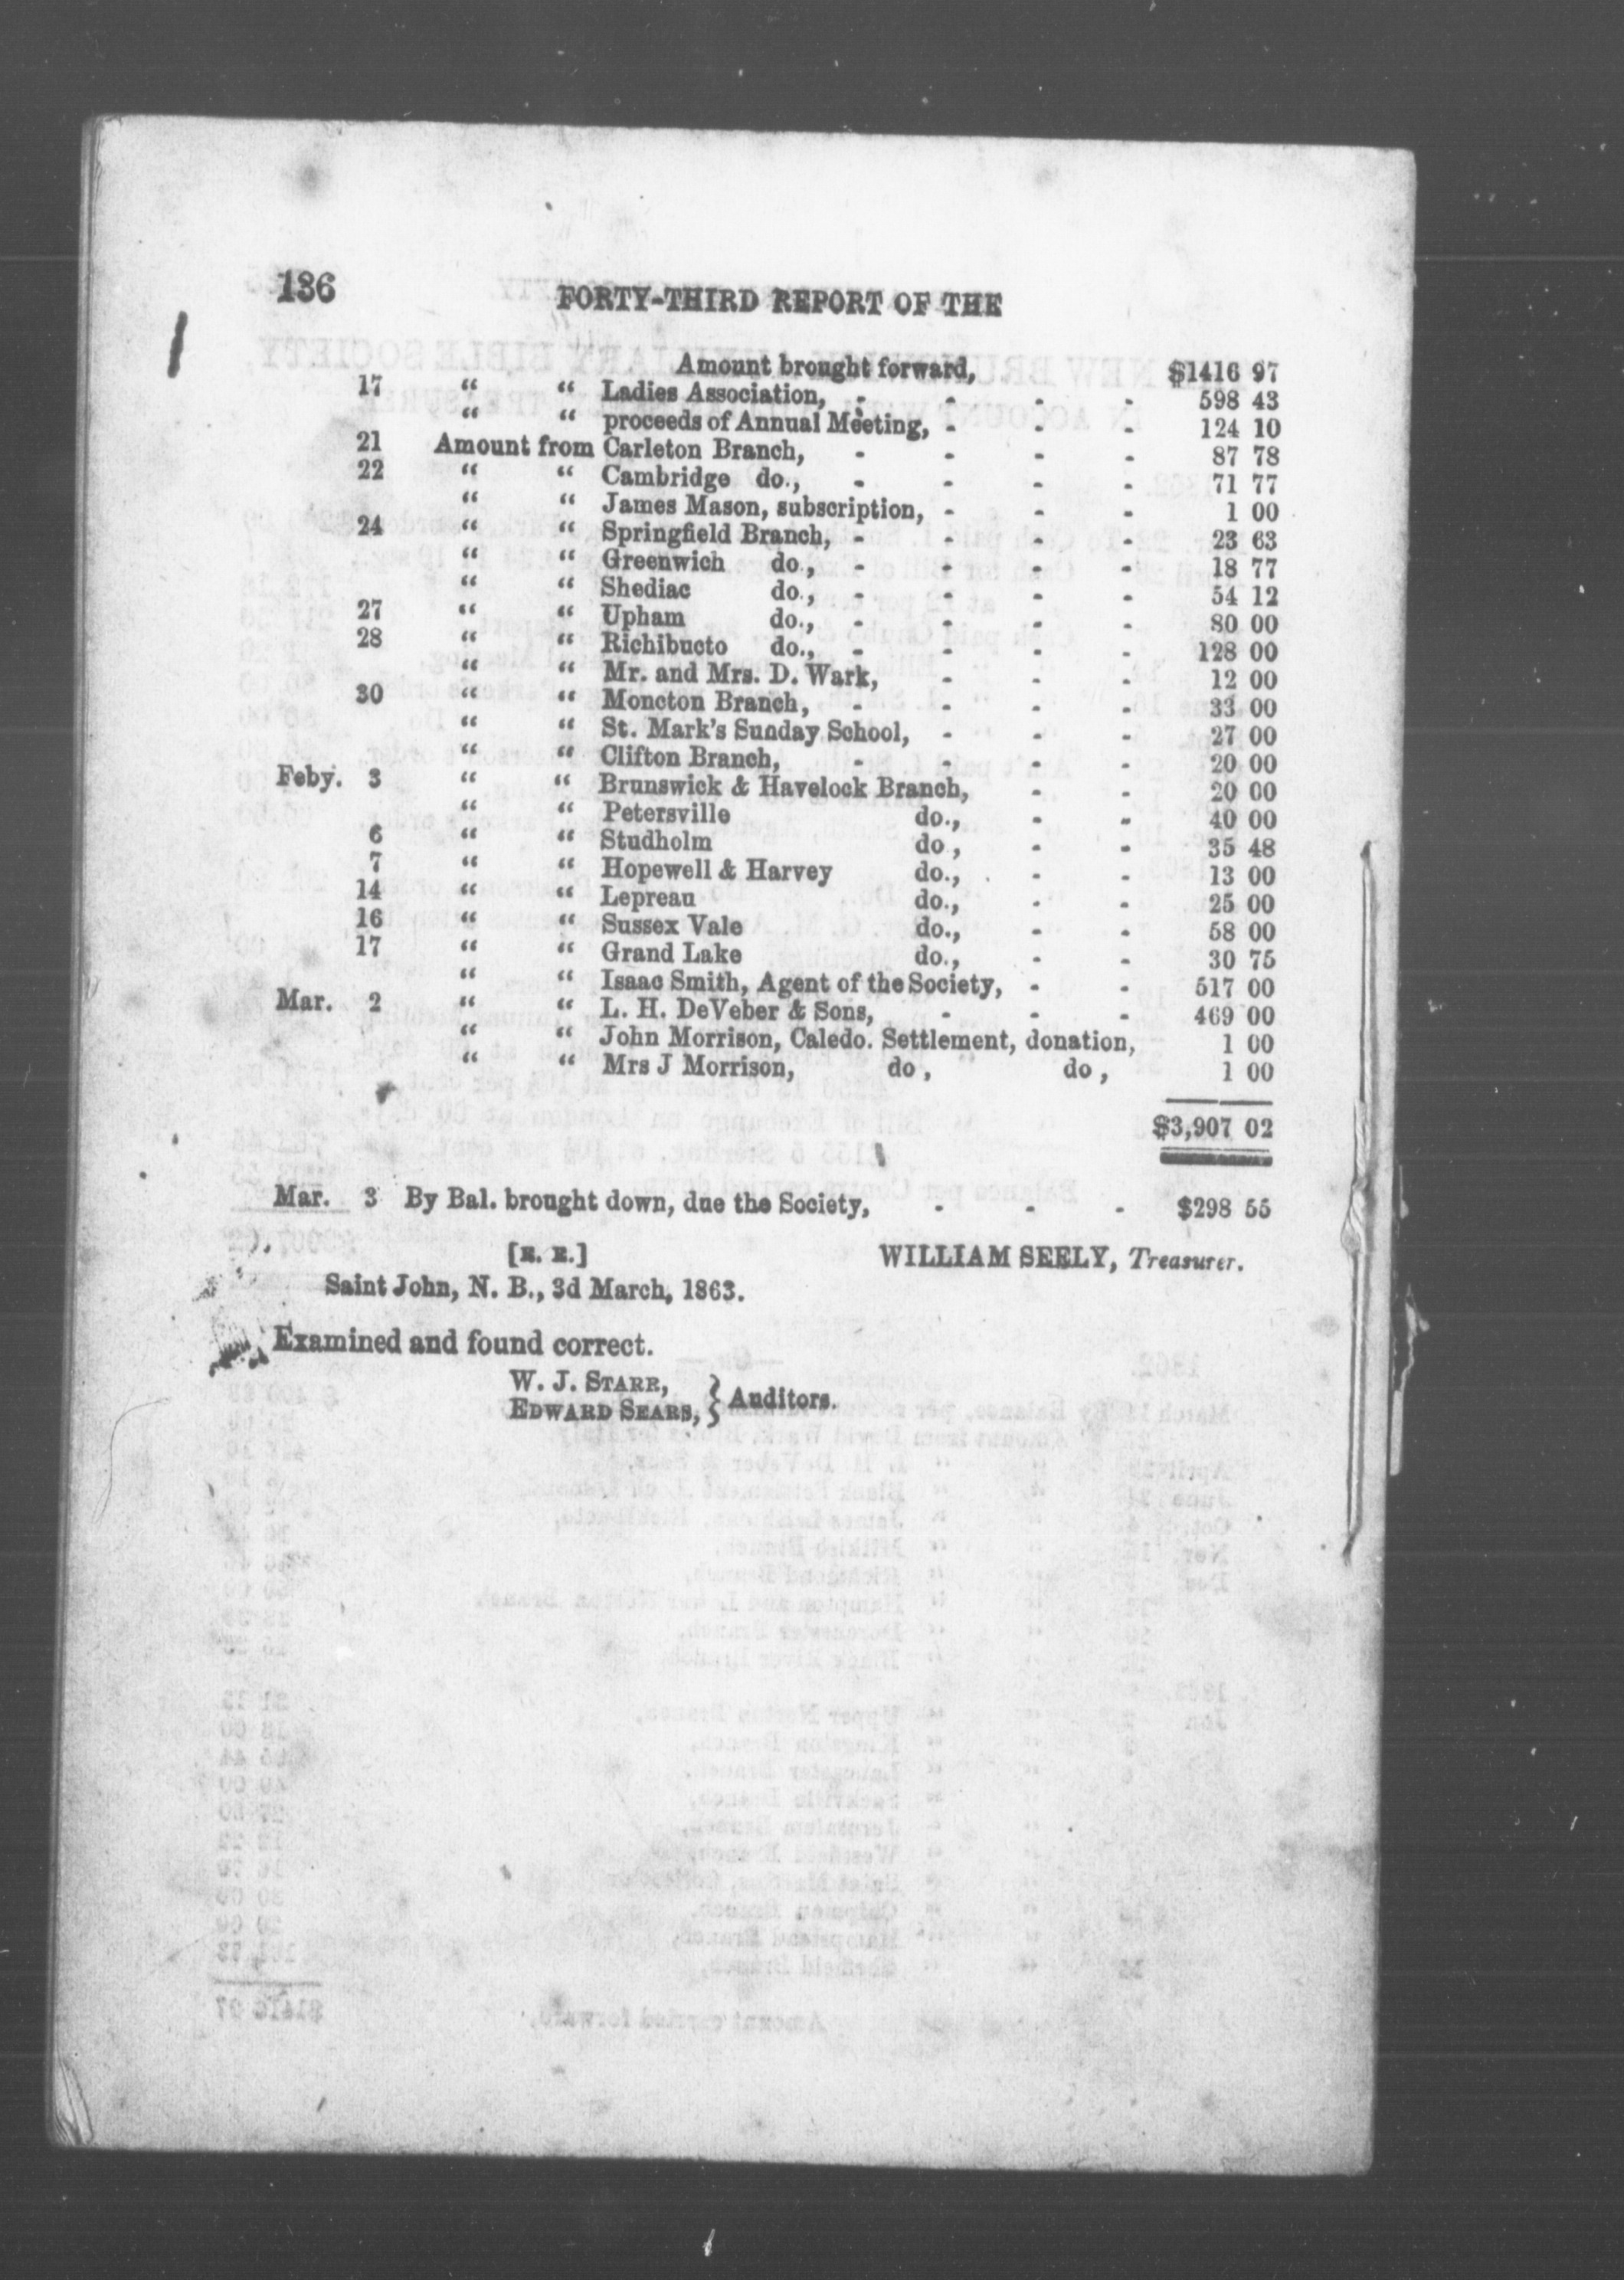 136
FORTY-THIRD REPORT OF THE
Amount brought forward, $1416 97
17 “ “ Ladies Association, - - - - 598 43
“ “ proceeds of Annual Meeting, - - - 124 10
21 Amount from Carleton Branch, - - - - 87 78
22 “ “ Cambridge do., - - - - 71 77
“ “ James Mason, subscription, - - - 1 00
24 “ “ Springfield Branch, - - - - 23 63
“ “ Greenwich do., - - - - 18 77
“ “ Shediac do., - - - - 54 12
27 “ “ Upham do., - - - - 80 00
28 “ “ Richibucto do., - - - - 128 00
“ “ Mr. and Mrs. D. Wark, - - - 12 00
30 “ “ Moncton Branch, - - - - 33 00
“ “ St. Mark's Sunday School, - - - 27 00
“ “ Clifton Branch, - - - - 20 00
Feby. 3 “ “ Brunswick & Havelock Branch, - - 20 00
“ “ Petersville do., - - 40 00
6 “ “ Studholm do, - - 35 48
7 “ “ Hopewell & Harvey do., - - 13 00
14 “ “ Lepreau do., - - 25 00
16 “ “ Sussex Vale do., - - 58 00
17 “ “ Grand Lake do., - - 30 75
“ “ Isaac Smith, Agent of the Society, - - 517 00
Mar. 2 “ “ L. H. DeVeber & Sons, - - - 469 00
“ “ John Morrison, Caledo. Settlement, donation, 1 00
“ “ Mrs J Morrison, do, do, 1 00
$3,907 02
Mar. 3 By Bal. brought down, due the Society, - - - $298 55
[E. E.] WILLIAM SEELY, Treasurer.
Saint John, N. B., 3d March, 1863.
Examined and found correct.
W. J. STARR,
EDWARD SEARS, } Auditors.